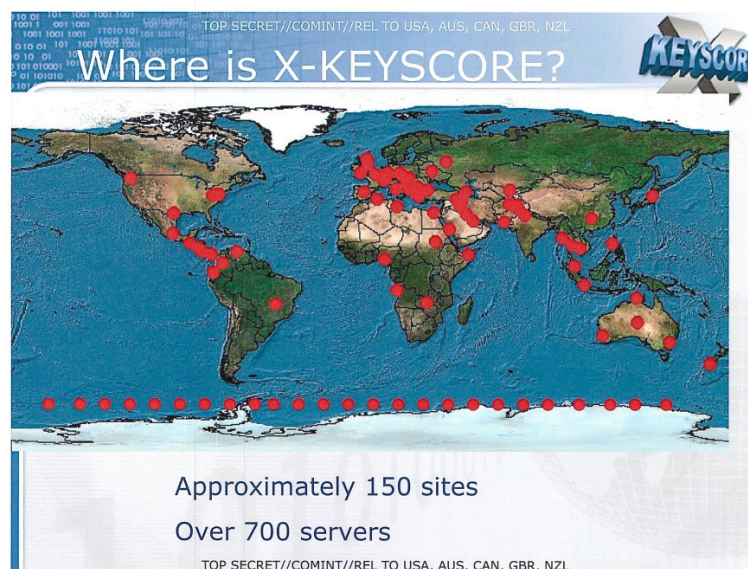 TOP SECRET//COMINT//REL TO USA, AUS, CAN, GBR, NZL
Where is X-KEYSCORE?
X
KEYSCOR
Approximately 150 sites
Over 700 servers
TOP SECRET//COMINT//REL TO USA, AUS, CAN, GBR, NZL